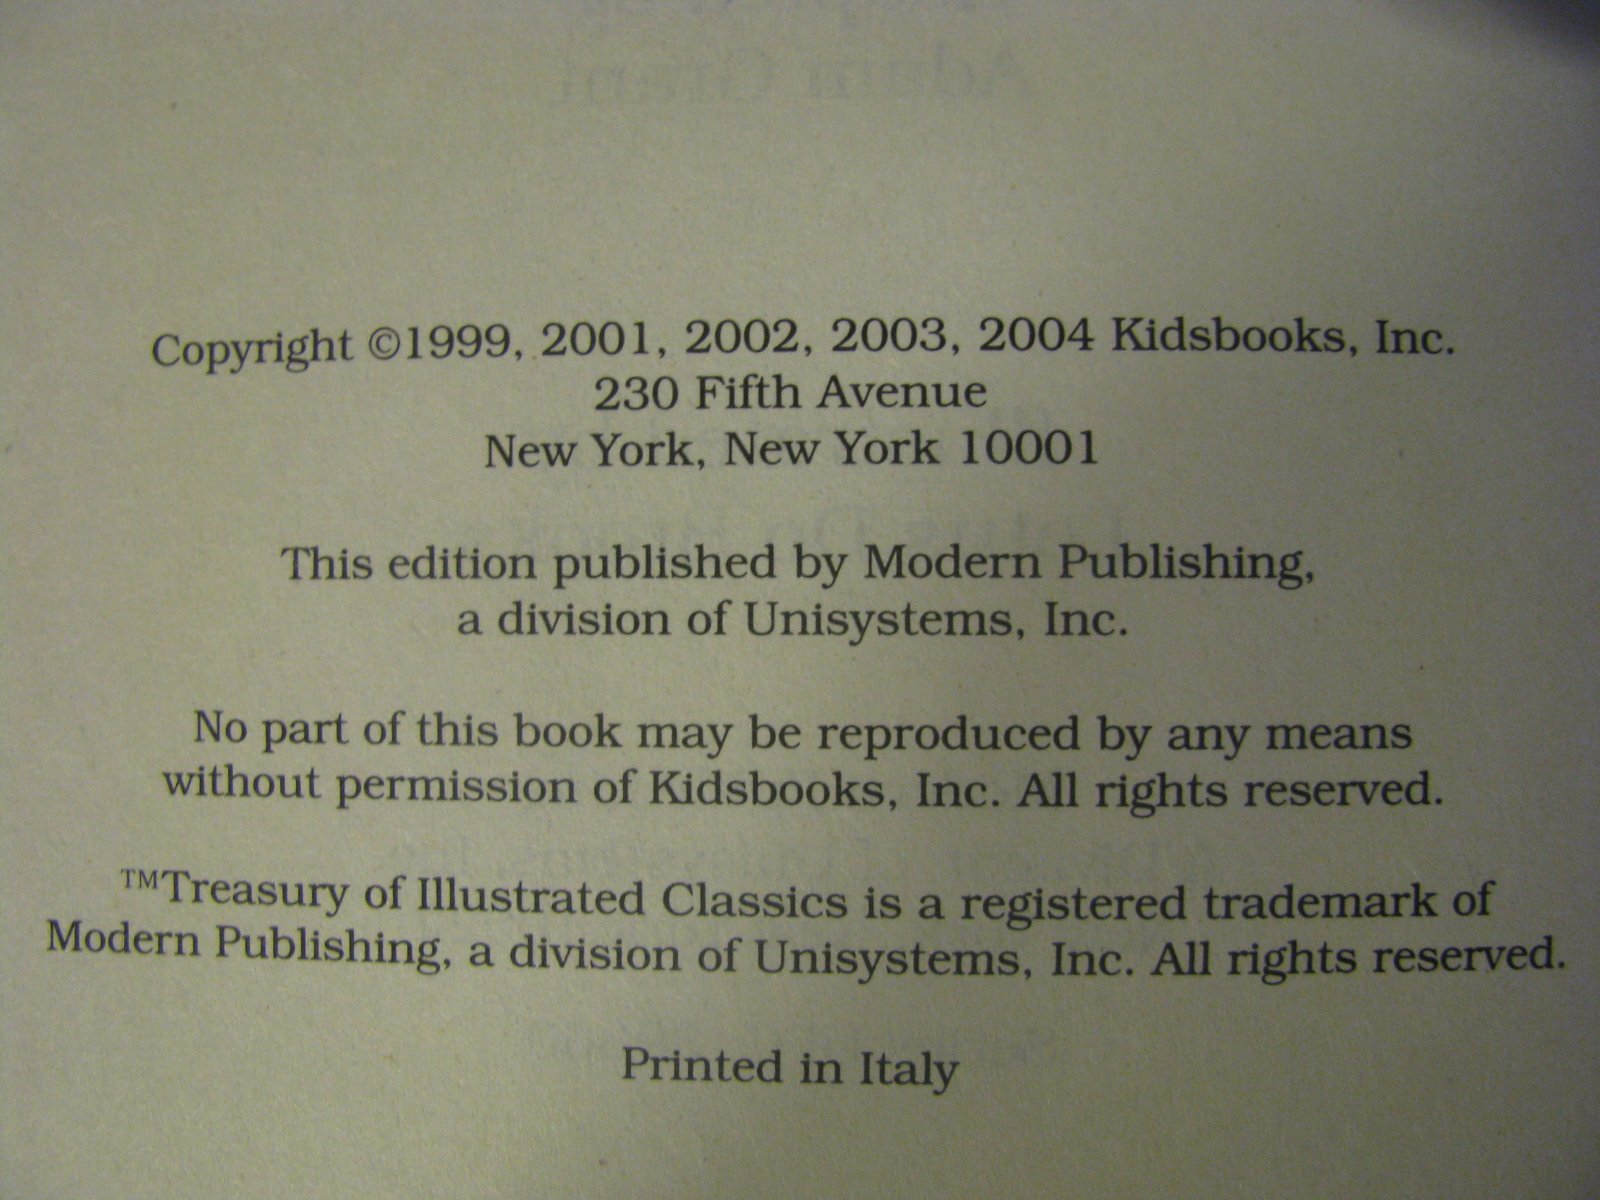 Copyright ©1999, 2001, 2002, 2003, 2004 Kidsbooks, Inc.
230 Fifth Avenue
New York, New York 10001
This edition published by Modern Publishing,
a division of Unisystems, Inc.
No part of this book may be reproduced by any means
without permission of Kidsbooks, Inc. All rights reserved.
™Treasury of Illustrated Classics is a registered trademark of
Modern Publishing, a division of Unisystems, Inc. All rights reserved.
Printed in Italy